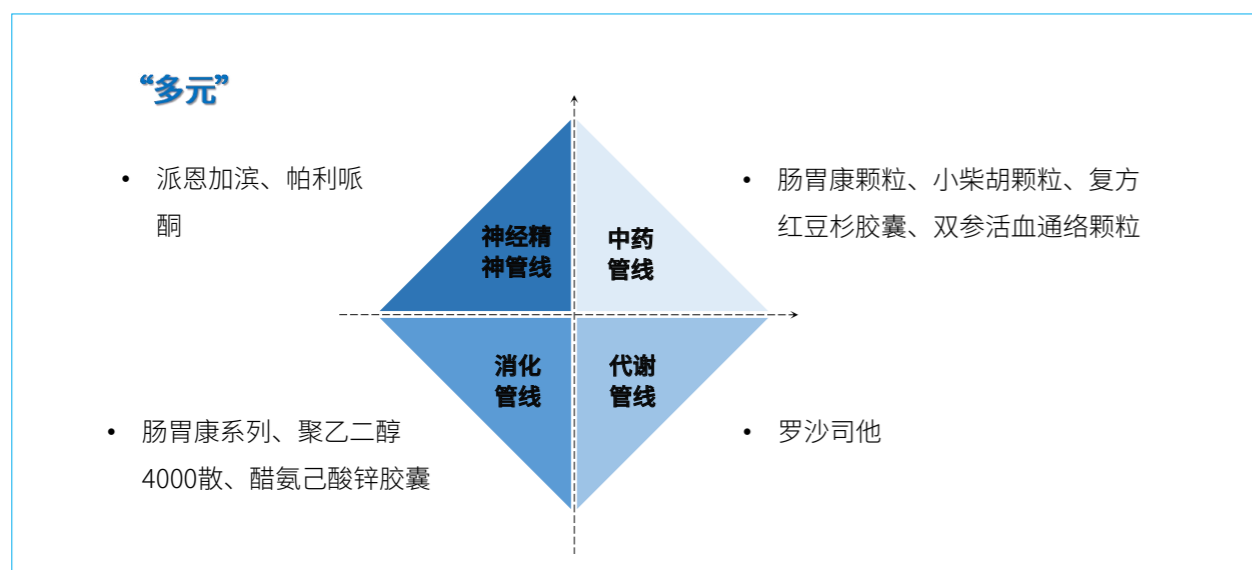 “多元”
• 派恩加滨、帕利哌
酮
• 肠胃康颗粒、小柴胡颗粒、复方
红豆杉胶囊、双参活血通络颗粒
神经精
神管线
中药
管线
消化
管线
代谢
管线
• 肠胃康系列、聚乙二醇
4000散、醋氨己酸锌胶囊
• 罗沙司他